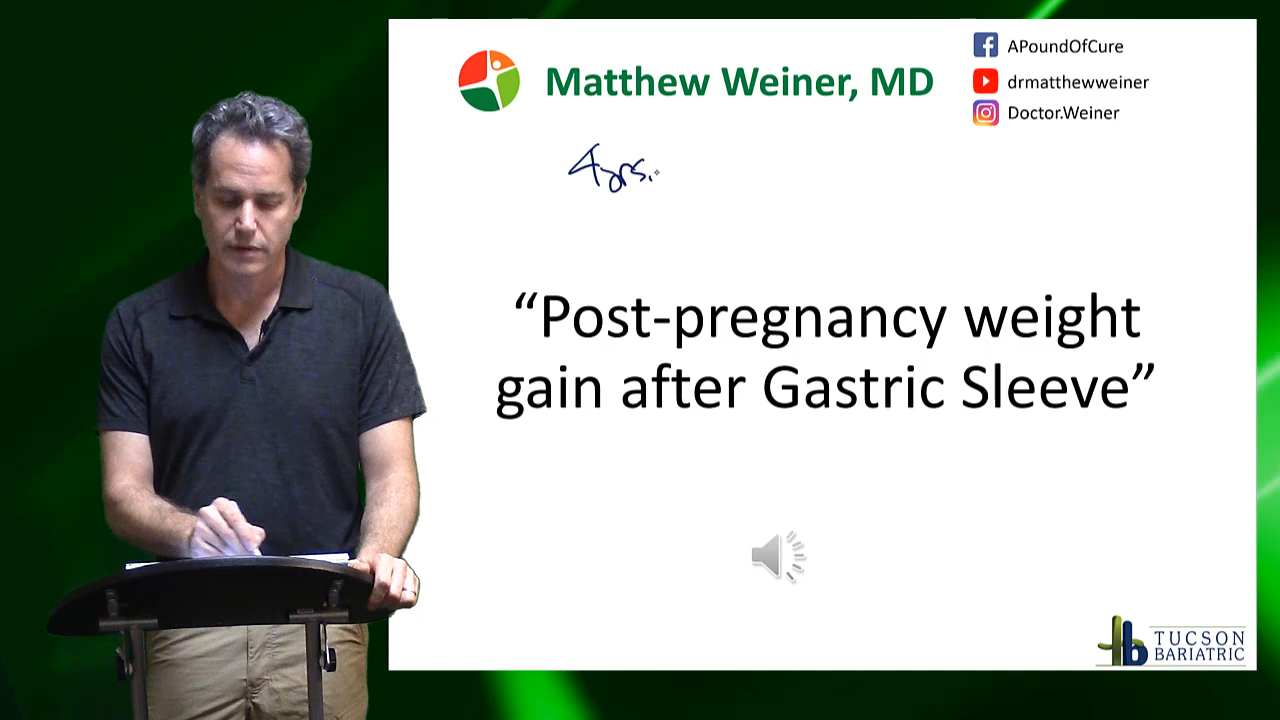 Matthew Weiner, MD
APoundOfCure
drmatthewweiner
Doctor.Weiner
4yrs.
“Post-pregnancy weight
gain after Gastric Sleeve”
TUCSON
BARIATRIC